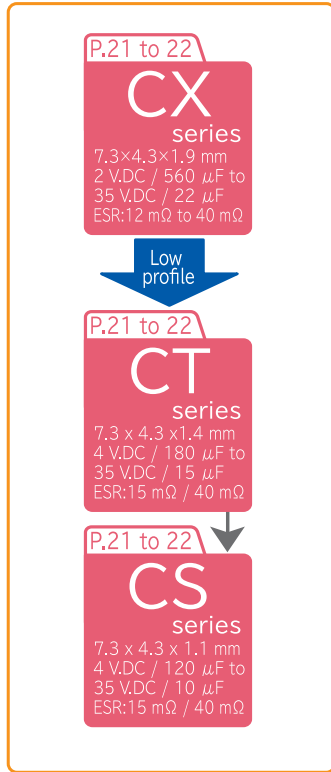 P.21 to 22
CX
series
7.3×4.3×1.9 mm
2 V.DC / 560 μF to
35 V.DC / 22 μF
ESR:12 mΩ to 40 mΩ
Low
profile
P.21 to 22
CT
series
7.3 x 4.3 x1.4 mm
4 V.DC / 180 μF to
35 V.DC / 15 μF
ESR:15 mΩ / 40 mΩ
P.21 to 22
CS
series
7.3 x 4.3 x 1.1 mm
4 V.DC / 120 μF to
35 V.DC / 10 μF
ESR:15 mΩ / 40 mΩ